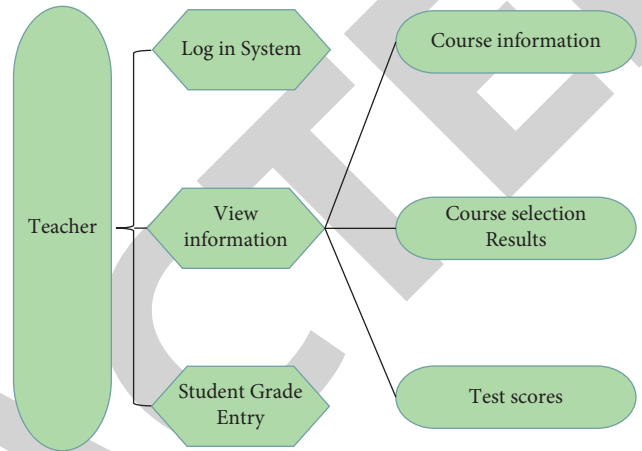 Teacher
Log in System
View
information
Student Grade
Entry
Course information
Course selection
Results
Test scores